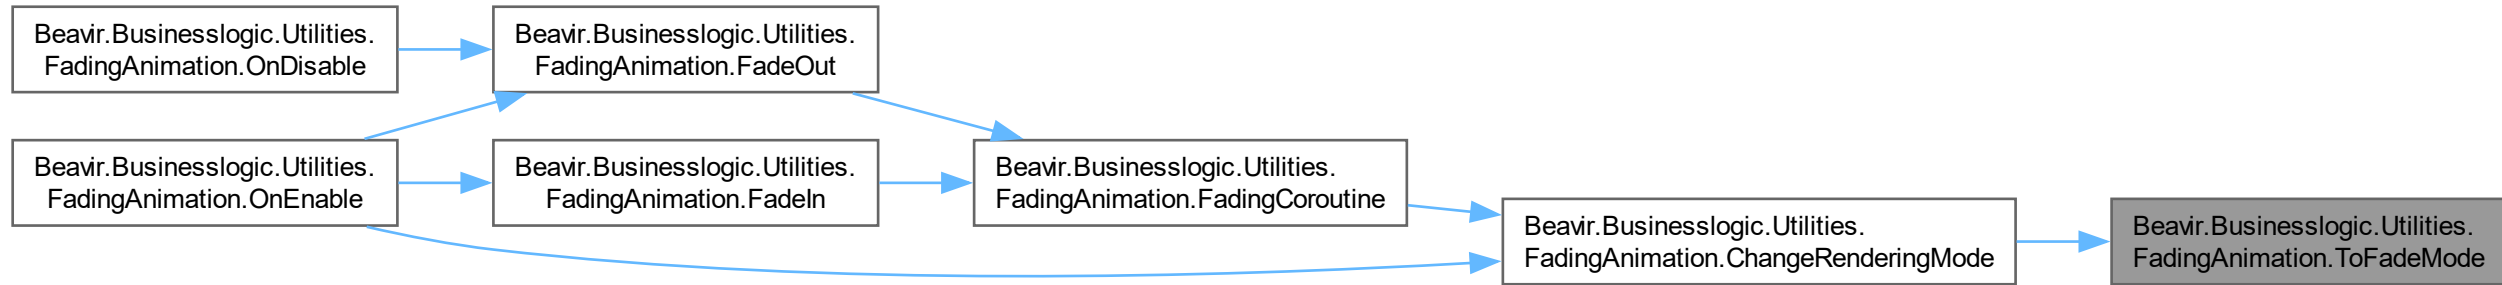 Beavir.Businesslogic.Utilities.
FadingAnimation.OnDisable
Beavir.Businesslogic.Utilities.
FadingAnimation.FadeOut
Beavir.Businesslogic.Utilities.
FadingAnimation.OnEnable
Beavir.Businesslogic.Utilities.
FadingAnimation.FadeIn
Beavir.Businesslogic.Utilities.
FadingAnimation.FadingCoroutine
Beavir.Businesslogic.Utilities.
FadingAnimation.ChangeRenderingMode
Beavir.Businesslogic.Utilities.
FadingAnimation.ToFadeMode